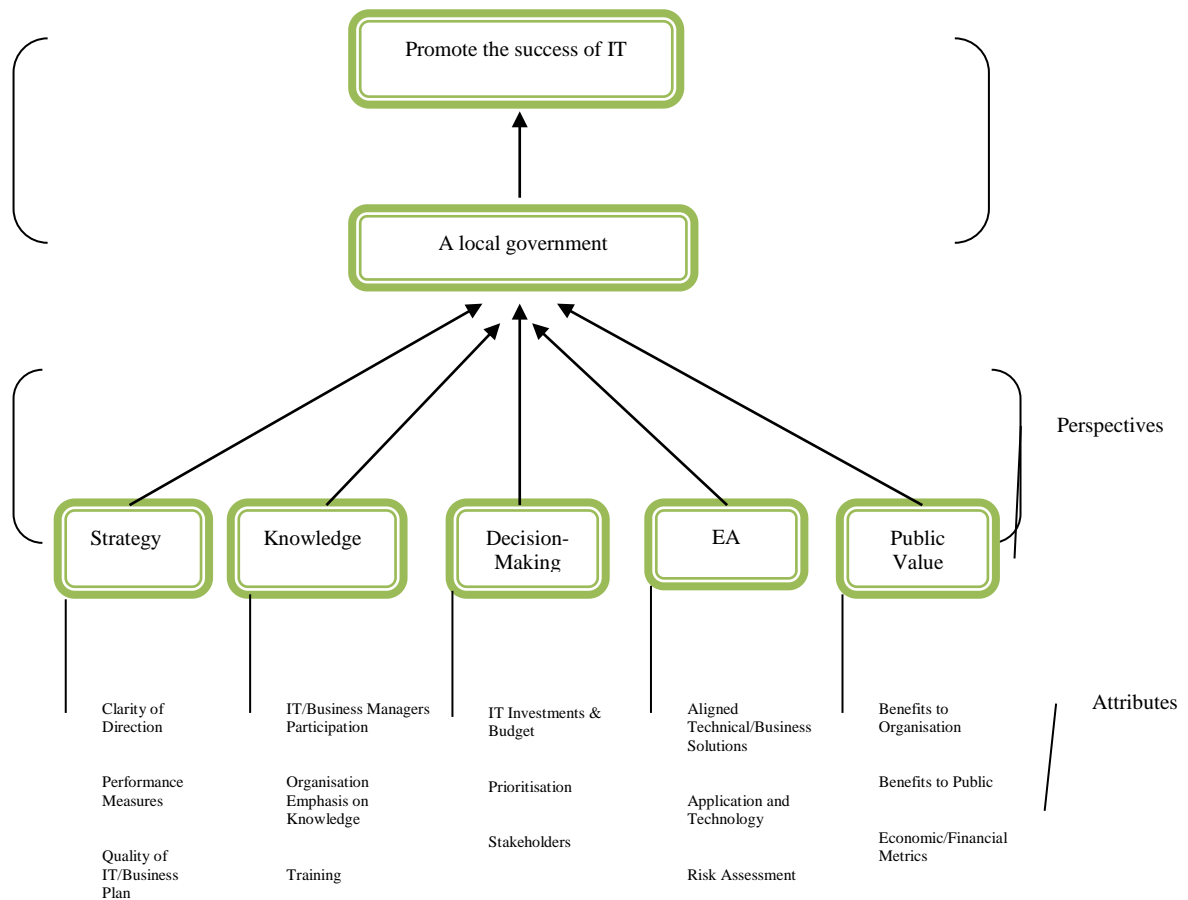 Promote the success of IT
A local government
Perspectives
Strategy
Knowledge
Decision-
Making
EA
Public
Value
Attributes
Clarity of
Direction
Performance
Measures
Quality of
IT/Business
Plan
IT/Business Managers
Participation
Organisation
Emphasis on
Knowledge
Training
IT Investments &
Budget
Prioritisation
Stakeholders
Aligned
Technical/Business
Solutions
Application and
Technology
Risk Assessment
Benefits to
Organisation
Benefits to Public
Economic/Financial
Metrics